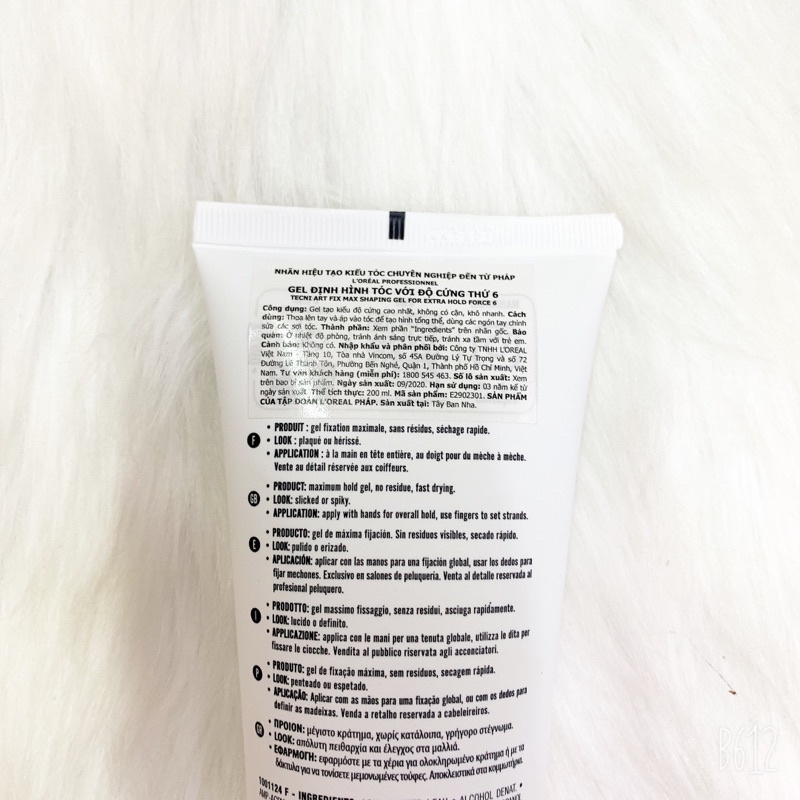 NHÃN HIỆU TẠO KIỂU TÓC CHUYÊN NGHIỆP ĐẾN TỪ PHÁP
L'ORÉAL PROFESSIONNEL
GEL ĐỊNH HÌNH TÓC VỚI ĐỘ CỨNG THỨ 6
TECNI ART FIX MAX SHAPING GEL FOR EXTRA HOLD FORCE 6
Công dụng: Gel tạo kiểu độ cứng cao nhất, không có cặn, khô nhanh. Cách
dùng: Thoa lên tay và áp vào tóc để tạo hình tổng thể, dùng các ngón tay chỉnh
sửa các sợi tóc. Thành phần: Xem phần "Ingredients" trên nhãn gốc. Bảo
quản: Ở nhiệt độ phòng, tránh ánh sáng trực tiếp, tránh xa tầm với trẻ em.
Cảnh báo: Không có. Nhập khẩu và phân phối bởi: Công ty TNHH L'OREAL
Việt Nam - Tầng 10, Tòa nhà Vincom, số 45A Đường Lý Tự Trọng và số 72
Đường Lê Thánh Tôn, Phường Bến Nghé, Quận 1, Thành phố Hồ Chí Minh, Việt
Nam. Tư vấn khách hàng (miễn phí): 1800 545 463. Số lô sản xuất: Xem
trên bao bì sản phẩm. Ngày sản xuất: 09/2020. Hạn sử dụng: 03 năm kể từ
ngày sản xuất. Thể tích thực: 200 ml. Mã sản phẩm: E2902301. SẢN PHẨM
CỦA TẬP ĐOÀN L'OREAL PHÁP. Sản xuất tại: Tây Ban Nha.
F
• PRODUIT : gel fixation maximale, sans résidus, séchage rapide.
• LOOK : plaqué ou hérissé.
• APPLICATION : à la main en tête entière, au doigt pour du mèche à mèche.
Vente au détail réservée aux coiffeurs.
GB
• PRODUCT: maximum hold gel, no residue, fast drying.
• LOOK: slicked or spiky.
• APPLICATION: apply with hands for overall hold, use fingers to set strands.
E
• PRODUCTO: gel de máxima fijación. Sin residuos visibles, secado rápido.
• LOOK: pulido o erizado.
• APLICACIÓN: aplicar con las manos para una fijación global, usar los dedos para
fijar mechones. Exclusivo en salones de peluquería. Venta al detalle reservada al
profesional peluquero.
I
• PRODOTTO: gel massimo fissaggio, senza residui, asciuga rapidamente.
• LOOK: lucido o definito.
• APPLICAZIONE: applica con le mani per una tenuta globale, utilizza le dita per
fissare le ciocche. Vendita al pubblico riservata agli acconciatori.
P
• PRODUTO: gel de fixação máxima, sem resíduos, secagem rápida.
• LOOK: penteado ou espetado.
• APLICAÇÃO: Aplicar com as mãos para uma fixação global, ou com os dedos para
definir as madeixas. Venda a retalho reservada a cabeleireiros.
GR
• ΠΡΟΙΟΝ: μέγιστο κράτημα, χωρίς κατάλοιπα, γρήγορο στέγνωμα.
• LOOK: απόλυτη πειθαρχία και έλεγχος στα μαλλιά.
• ΕΦΑΡΜΟΓΗ: εφαρμόστε με τα χέρια για ολοκληρωμένο κράτημα ή με τα
δάκτυλα για να τονίσετε μεμονωμένες τούφες. Αποκλειστικά στα κομμωτήρια.
1001124 F - INGREDIENTS ALCOHOL DENAT. •
B612